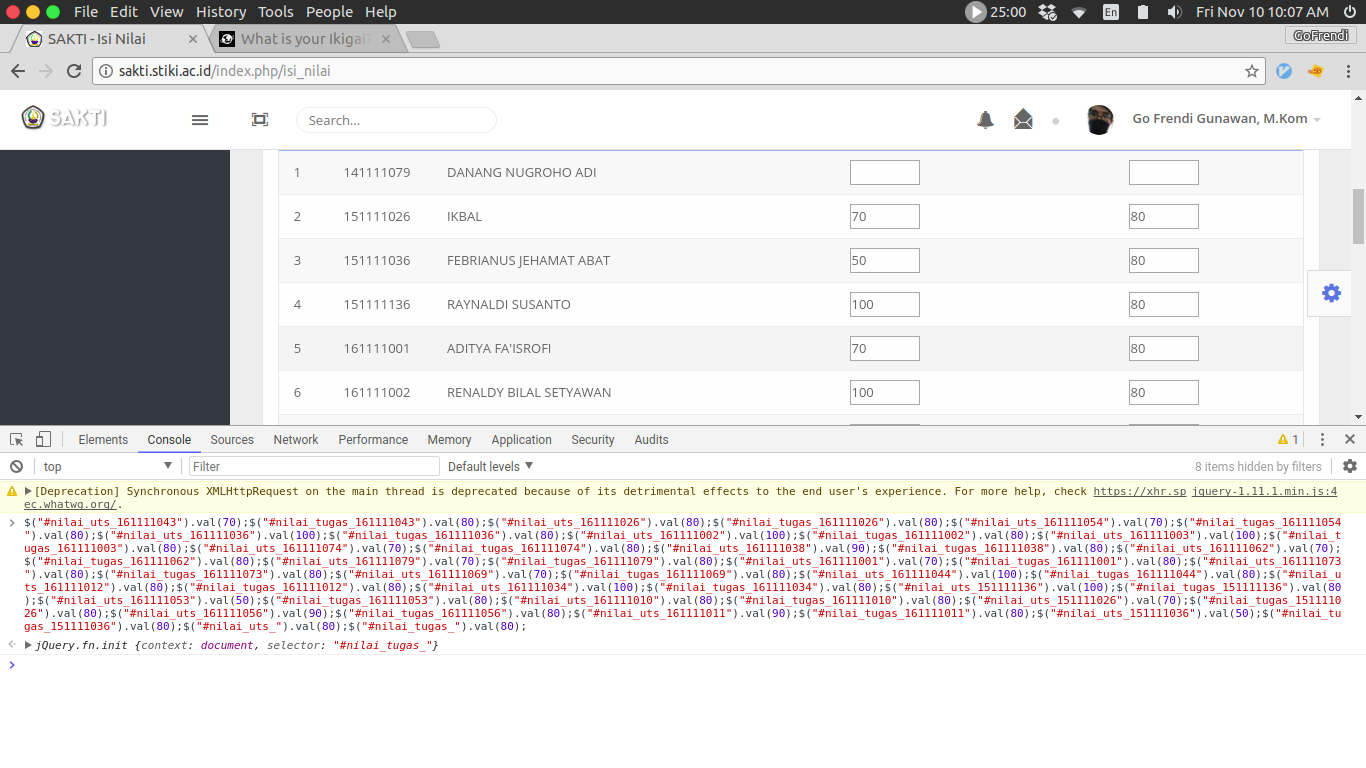 File Edit View History Tools People Help 25:00 En Fri Nov 10 10:07 AM
SAKTI - Isi Nilai × What is your Ikigai? × GoFrendi
sakti.stiki.ac.id/index.php/isi_nilai
SAKTI Search... Go Frendi Gunawan, M.Kom
1 141111079 DANANG NUGROHO ADI
2 151111026 IKBAL 70 80
3 151111036 FEBRIANUS JEHAMAT ABAT 50 80
4 151111136 RAYNALDI SUSANTO 100 80
5 161111001 ADITYA FA'ISROFI 70 80
6 161111002 RENALDY BILAL SETYAWAN 100 80
Elements Console Sources Network Performance Memory Application Security Audits 1
top Filter Default levels 8 items hidden by filters
[Deprecation] Synchronous XMLHttpRequest on the main thread is deprecated because of its detrimental effects to the end user's experience. For more help, check https://xhr.sp jquery-1.11.1.min.js:4
ec.whatwg.org/.
$("#nilai_uts_161111043").val(70);$("#nilai_tugas_161111043").val(80);$("#nilai_uts_161111026").val(80);$("#nilai_tugas_161111026").val(80);$("#nilai_uts_161111054").val(70);$("#nilai_tugas_161111054
").val(80);$("#nilai_uts_161111036").val(100);$("#nilai_tugas_161111036").val(80);$("#nilai_uts_161111002").val(100);$("#nilai_tugas_161111002").val(80);$("#nilai_uts_161111003").val(100);$("#nilai_t
ugas_161111003").val(80);$("#nilai_uts_161111074").val(70);$("#nilai_tugas_161111074").val(80);$("#nilai_uts_161111038").val(90);$("#nilai_tugas_161111038").val(80);$("#nilai_uts_161111062").val(70);
$("#nilai_tugas_161111062").val(80);$("#nilai_uts_161111079").val(70);$("#nilai_tugas_161111079").val(80);$("#nilai_uts_161111001").val(70);$("#nilai_tugas_161111001").val(80);$("#nilai_uts_161111073
").val(80);$("#nilai_tugas_161111073").val(80);$("#nilai_uts_161111069").val(70);$("#nilai_tugas_161111069").val(80);$("#nilai_uts_161111044").val(100);$("#nilai_tugas_161111044").val(80);$("#nilai_u
ts_161111012").val(80);$("#nilai_tugas_161111012").val(80);$("#nilai_uts_161111034").val(100);$("#nilai_tugas_161111034").val(80);$("#nilai_uts_151111136").val(100);$("#nilai_tugas_151111136").val(80
);$("#nilai_uts_161111053").val(50);$("#nilai_tugas_161111053").val(80);$("#nilai_uts_161111010").val(80);$("#nilai_tugas_161111010").val(80);$("#nilai_uts_151111026").val(70);$("#nilai_tugas_1511110
26").val(80);$("#nilai_uts_161111056").val(90);$("#nilai_tugas_161111056").val(80);$("#nilai_uts_161111011").val(90);$("#nilai_tugas_161111011").val(80);$("#nilai_uts_151111036").val(50);$("#nilai_tu
gas_151111036").val(80);$("#nilai_uts_").val(80);$("#nilai_tugas_").val(80);
jQuery.fn.init {context: document, selector: "#nilai_tugas_"}